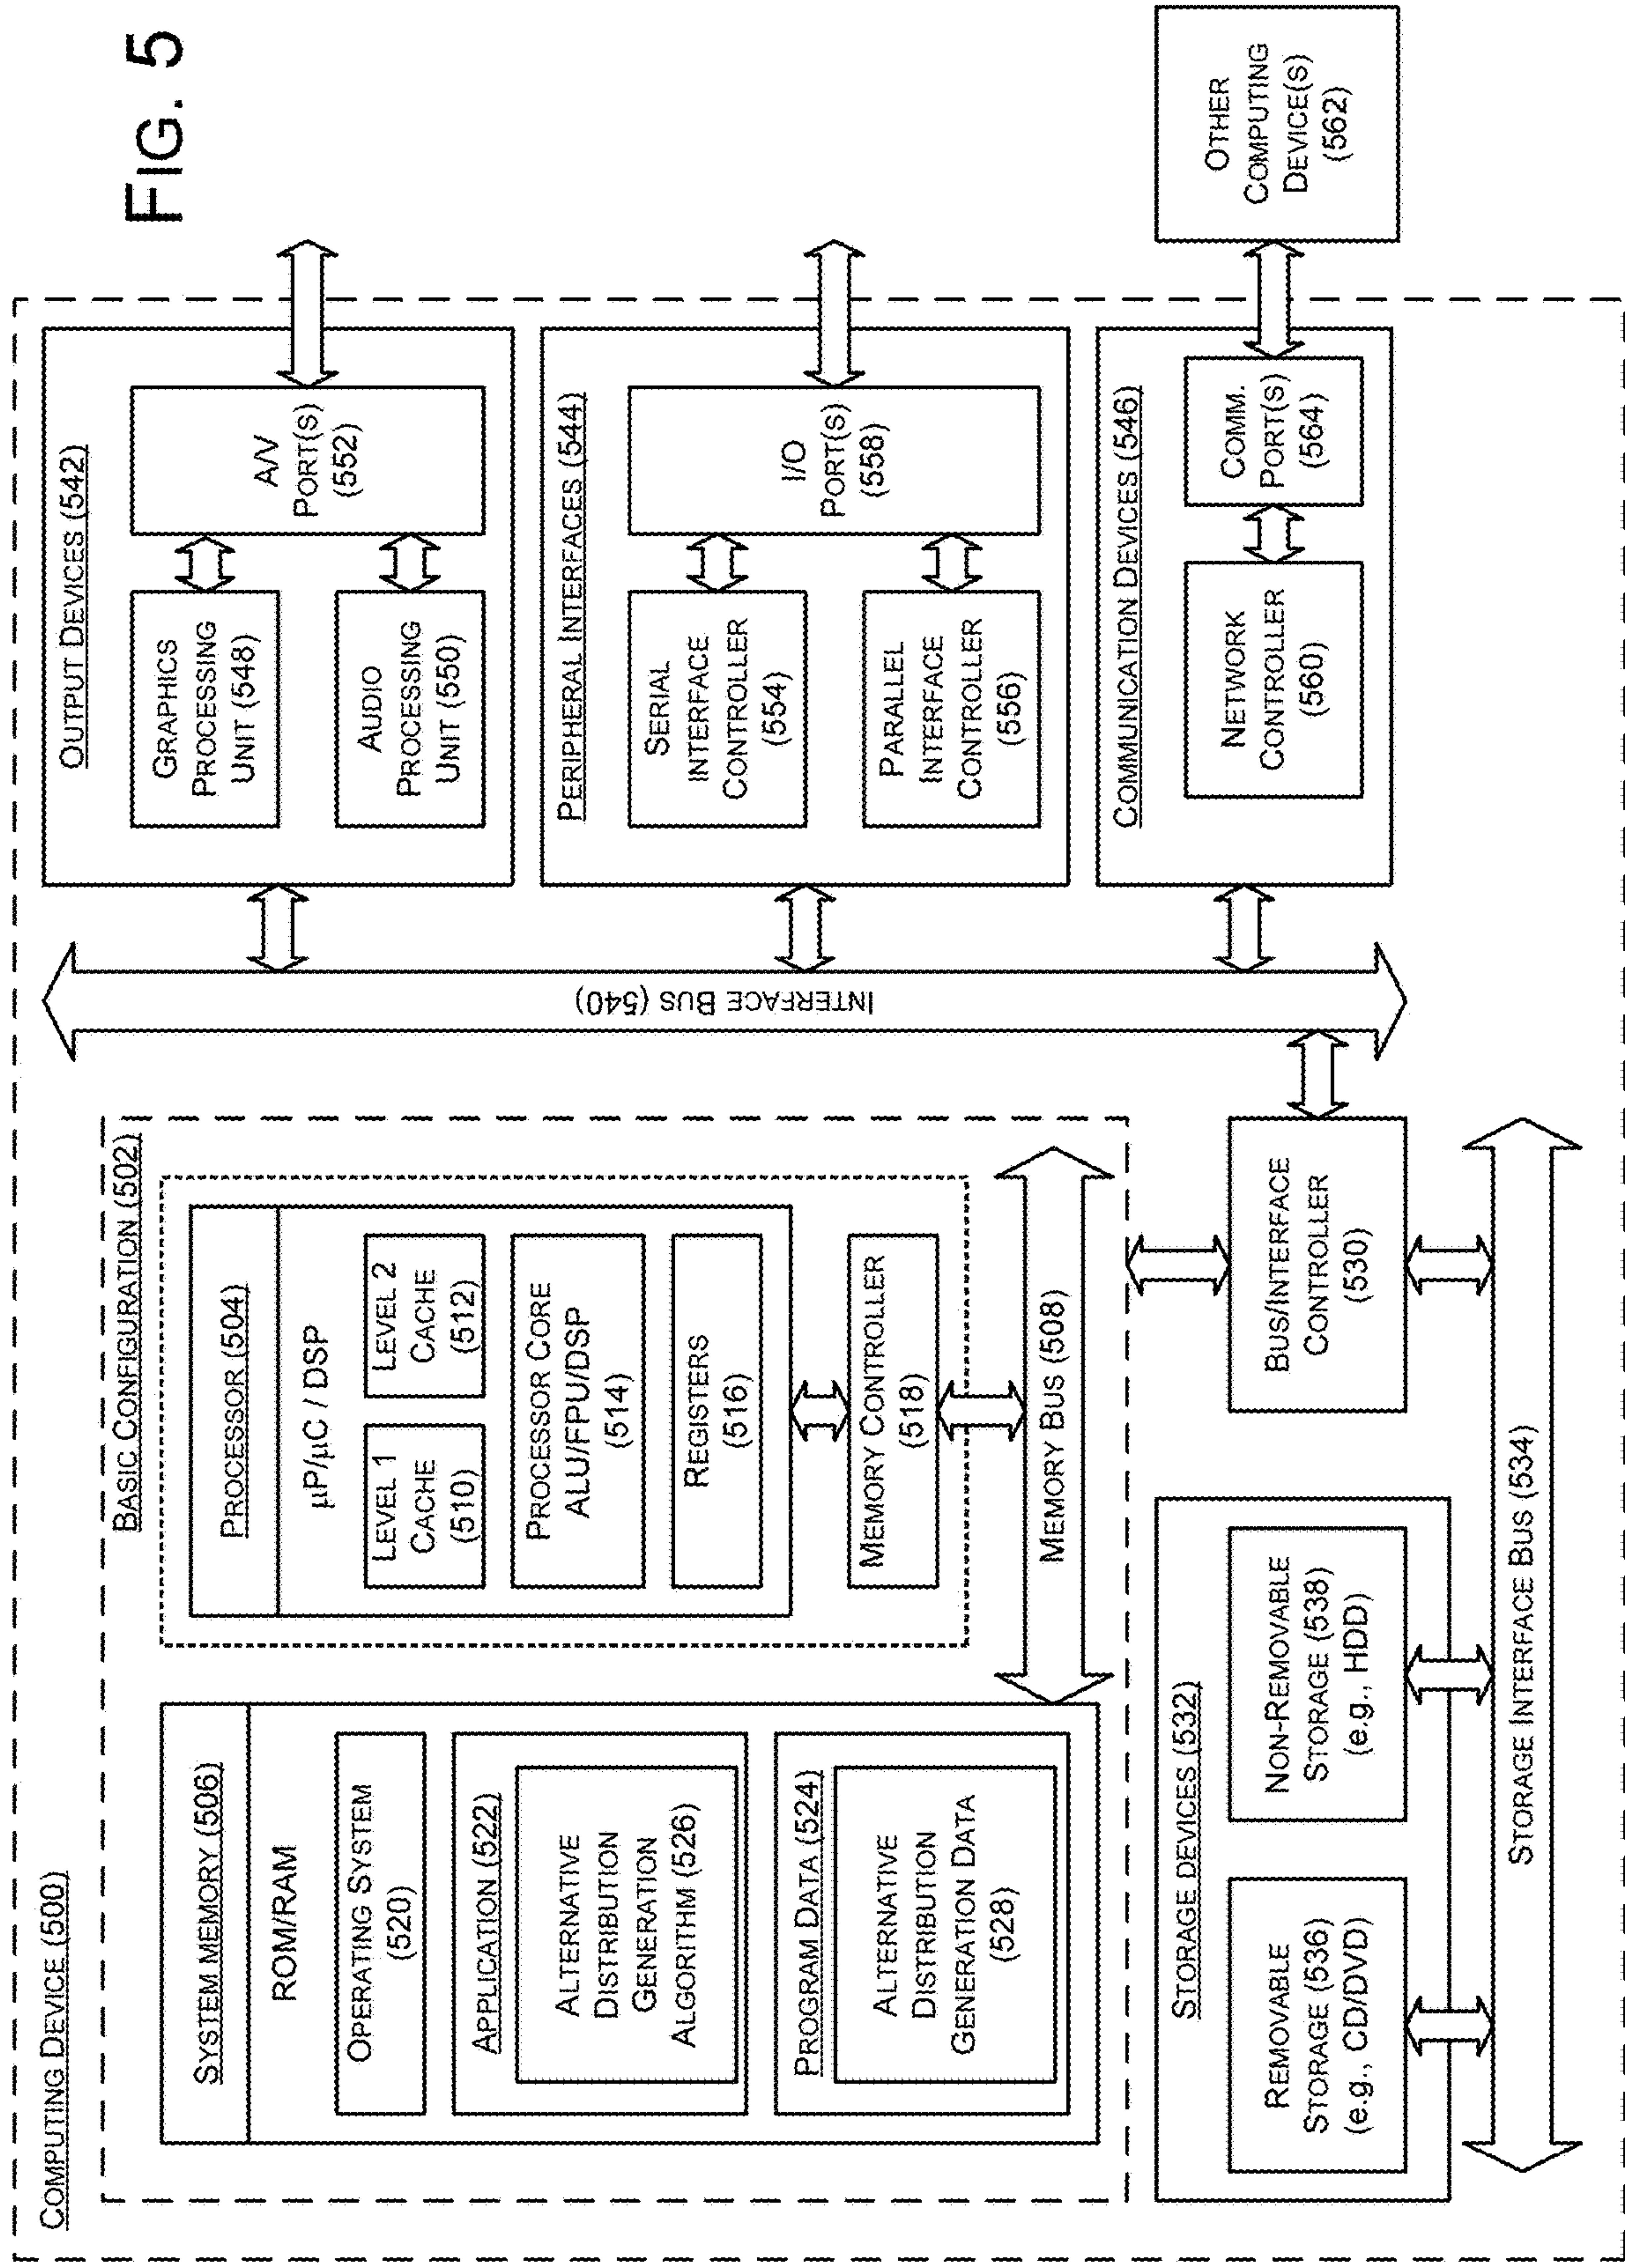 FIG. 5
COMPUTING DEVICE (500)
BASIC CONFIGURATION (502)
SYSTEM MEMORY (506)
ROM/RAM
OPERATING SYSTEM
(520)
APPLICATION (522)
ALTERNATIVE
DISTRIBUTION
GENERATION
ALGORITHM (526)
PROGRAM DATA (524)
ALTERNATIVE
DISTRIBUTION
GENERATION DATA
(528)
PROCESSOR (504)
µP/µC / DSP
LEVEL 1
CACHE
(510)
LEVEL 2
CACHE
(512)
PROCESSOR CORE
ALU/FPU/DSP
(514)
REGISTERS
(516)
MEMORY CONTROLLER
(518)
MEMORY BUS (508)
BUS/INTERFACE
CONTROLLER
(530)
STORAGE DEVICES (532)
REMOVABLE
STORAGE (536)
(e.g., CD/DVD)
NON-REMOVABLE
STORAGE (538)
(e.g., HDD)
STORAGE INTERFACE BUS (534)
INTERFACE BUS (540)
OUTPUT DEVICES (542)
GRAPHICS
PROCESSING
UNIT (548)
AUDIO
PROCESSING
UNIT (550)
A/V
PORT(S)
(552)
PERIPHERAL INTERFACES (544)
SERIAL
INTERFACE
CONTROLLER
(554)
PARALLEL
INTERFACE
CONTROLLER
(556)
I/O
PORT(S)
(558)
COMMUNICATION DEVICES (546)
NETWORK
CONTROLLER
(560)
COMM.
PORT(S)
(564)
OTHER
COMPUTING
DEVICE(S)
(562)